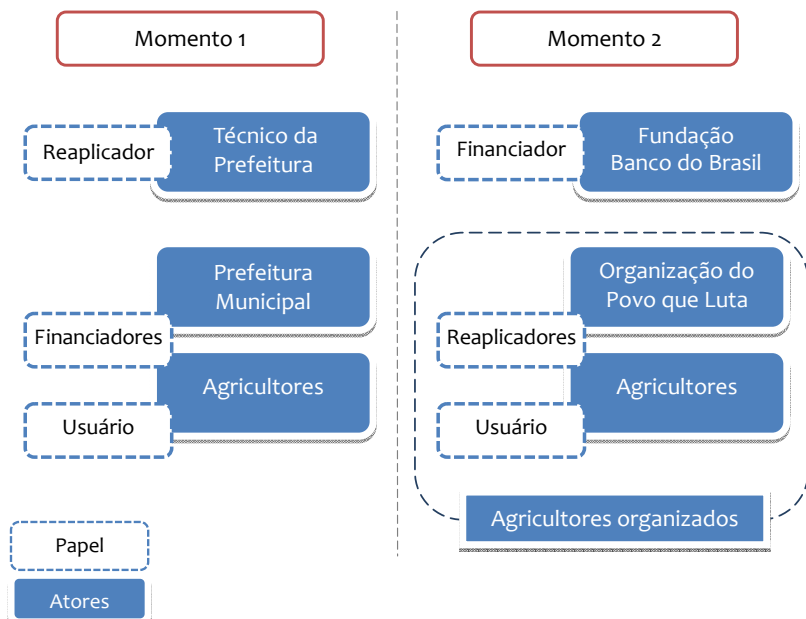 Momento 1
Reaplicador
Técnico da
Prefeitura
Prefeitura
Municipal
Financiadores
Agricultores
Usuário
Papel
Atores
Momento 2
Financiador
Fundação
Banco do Brasil
Organização do
Povo que Luta
Reaplicadores
Agricultores
Usuário
Agricultores organizados